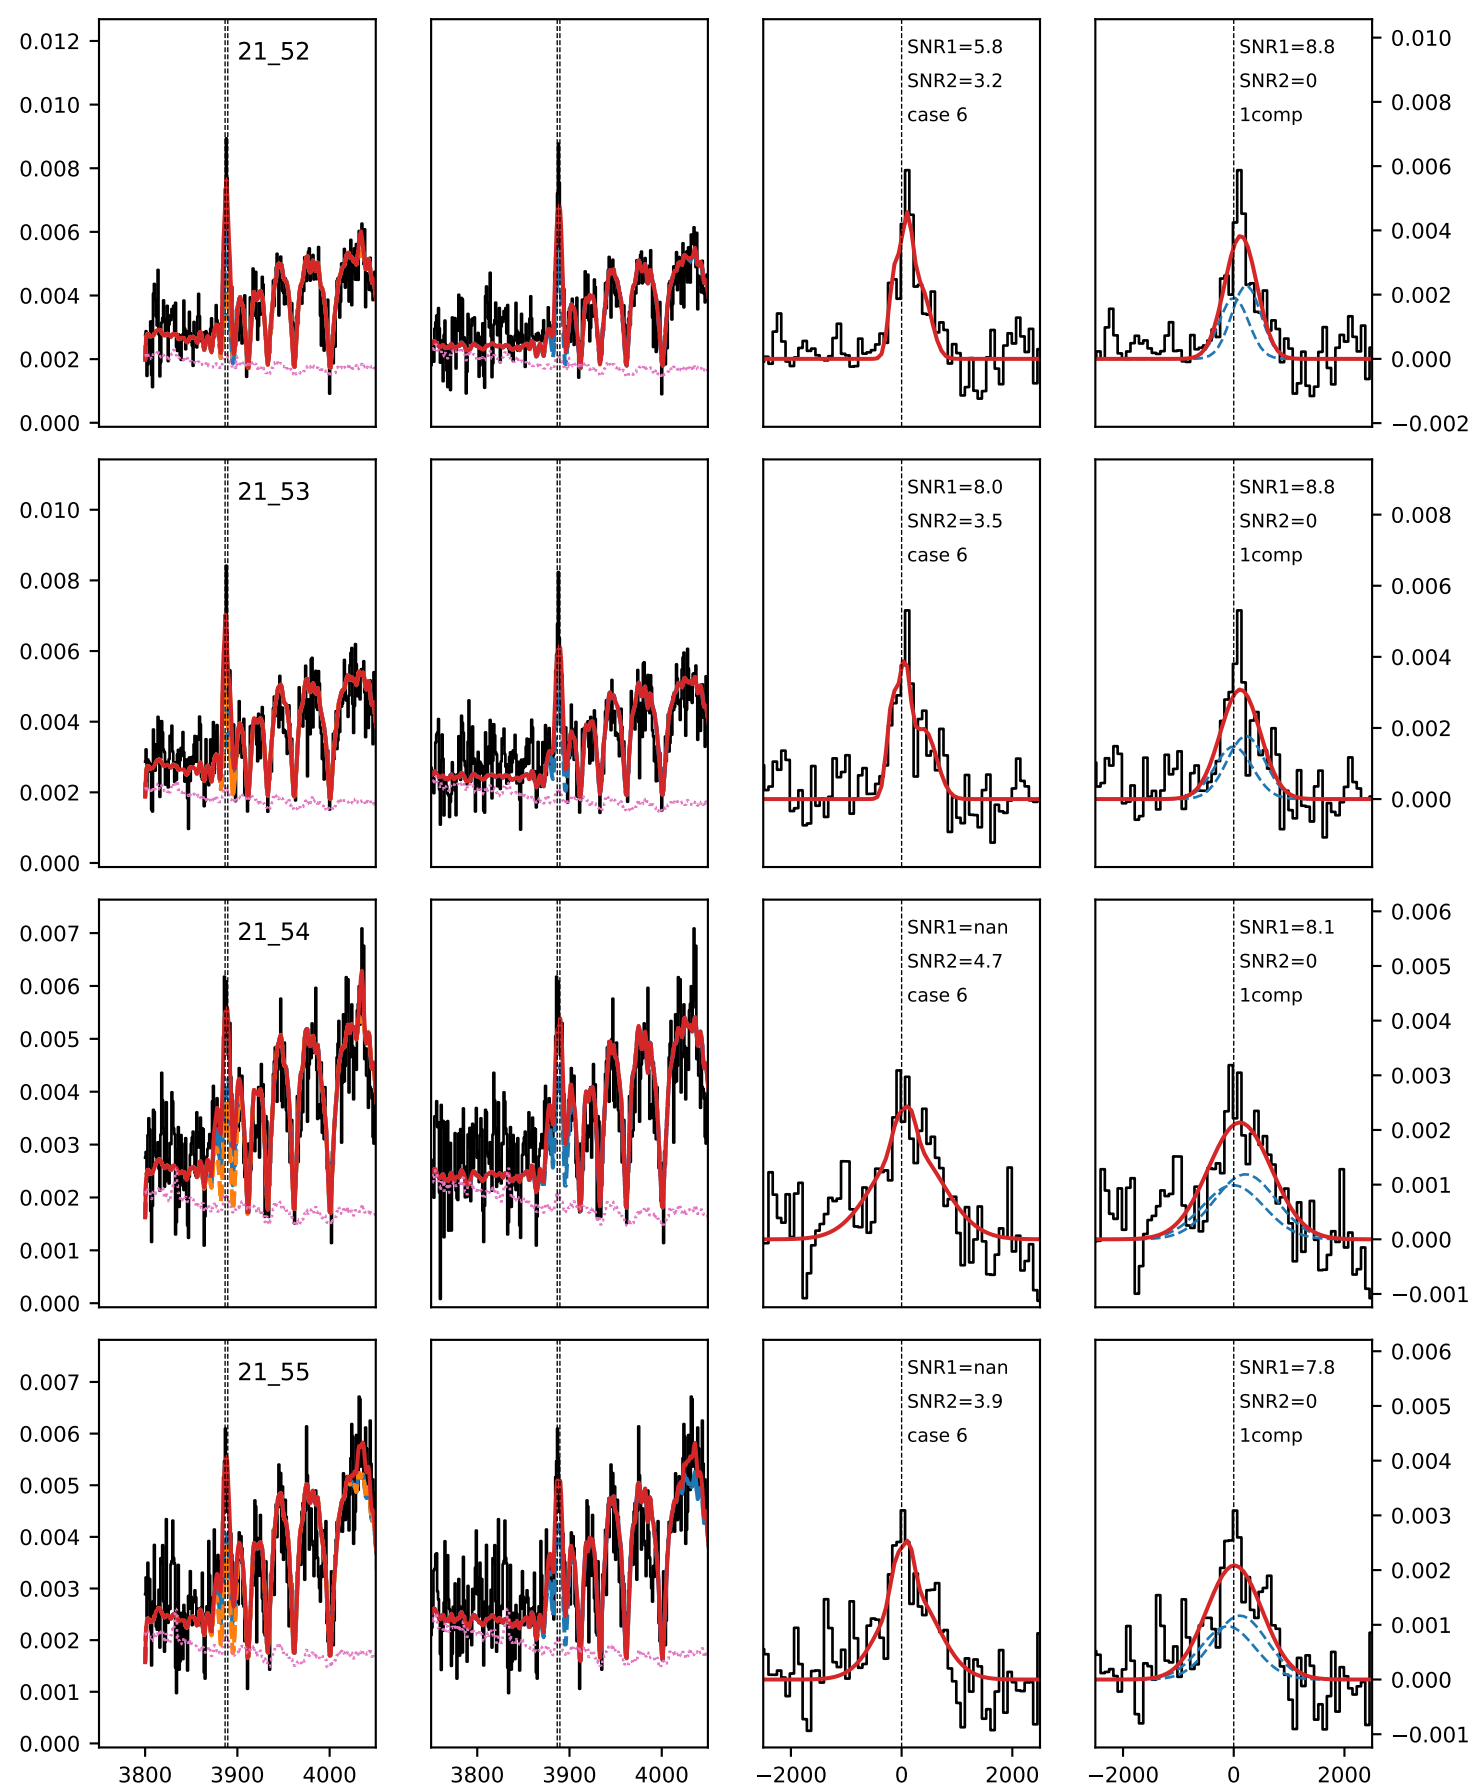 0.012
0.010
0.008
0.006
0.004
0.002
0.000
21_52
SNR1=5.8
SNR2=3.2
case 6
SNR1=8.8
SNR2=0
1comp
0.010
0.008
0.006
0.004
0.002
0.000
−0.002
0.010
0.008
0.006
0.004
0.002
0.000
21_53
SNR1=8.0
SNR2=3.5
case 6
SNR1=8.8
SNR2=0
1comp
0.008
0.006
0.004
0.002
0.000
0.007
0.006
0.005
0.004
0.003
0.002
0.001
0.000
21_54
SNR1=nan
SNR2=4.7
case 6
SNR1=8.1
SNR2=0
1comp
0.006
0.005
0.004
0.003
0.002
0.001
0.000
−0.001
0.007
0.006
0.005
0.004
0.003
0.002
0.001
0.000
21_55
SNR1=nan
SNR2=3.9
case 6
SNR1=7.8
SNR2=0
1comp
0.006
0.005
0.004
0.003
0.002
0.001
0.000
−0.001
3800 3900 4000
3800 3900 4000
−2000 0 2000
−2000 0 2000